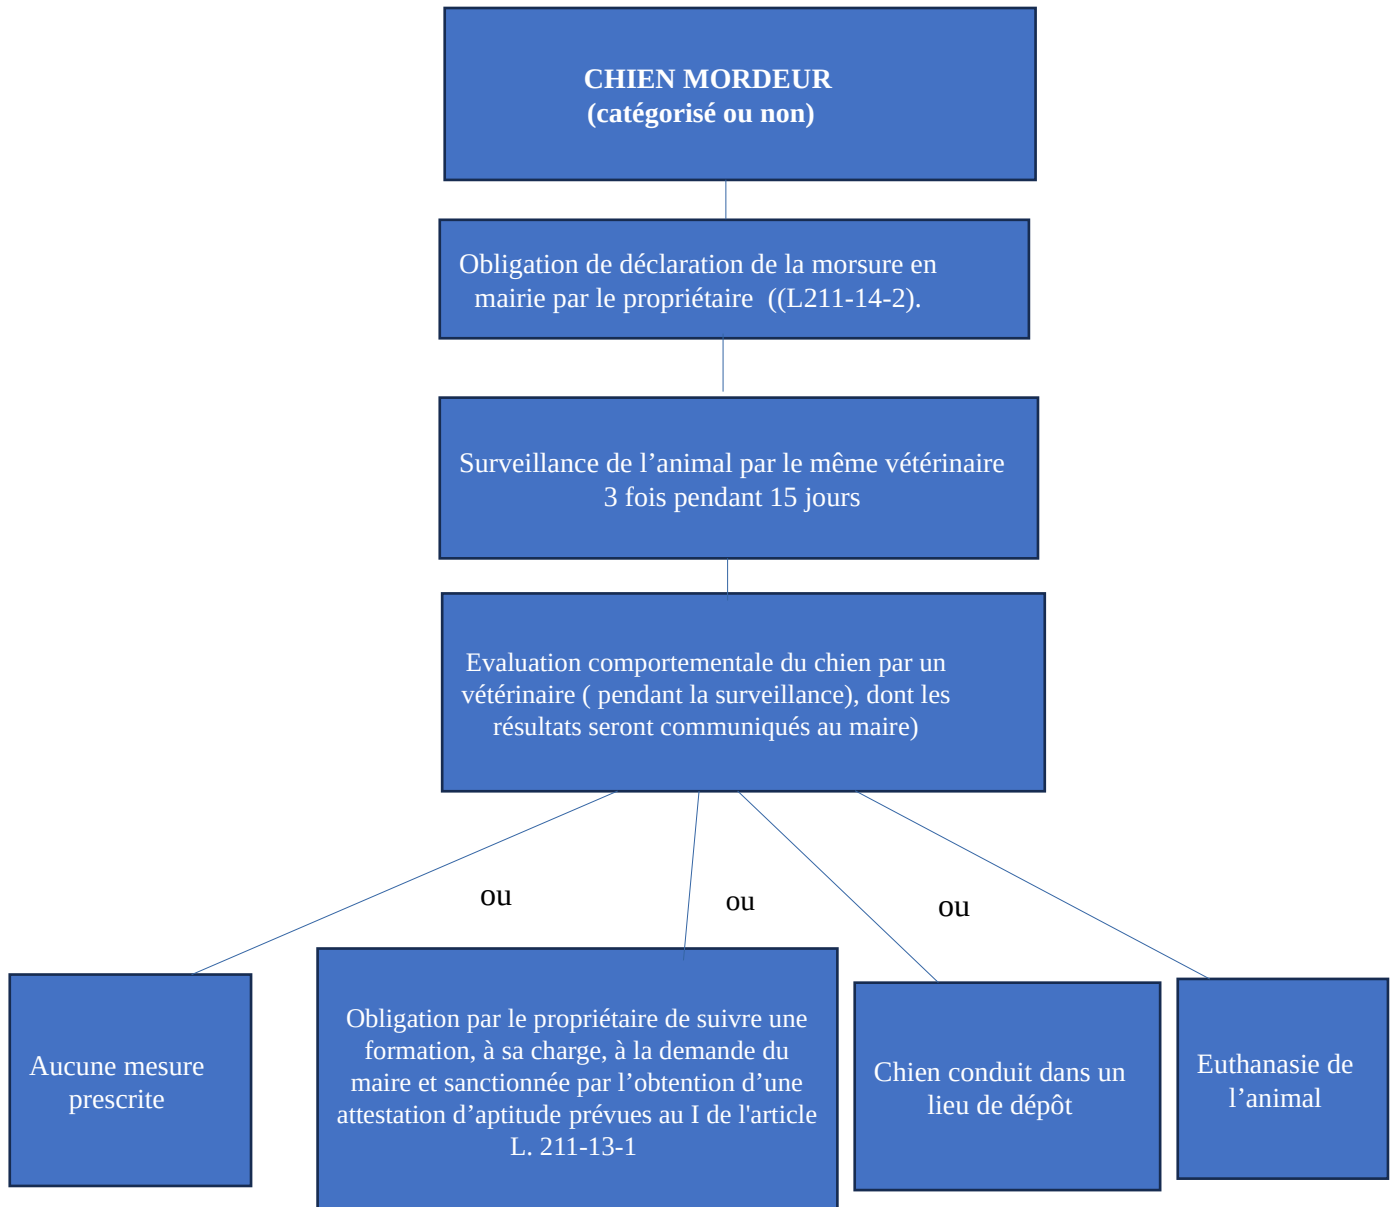 CHIEN MORDEUR
(catégorisé ou non)
Obligation de déclaration de la morsure en
mairie par le propriétaire  ((L211-14-2).
Surveillance de l’animal par le même vétérinaire
3 fois pendant 15 jours
Evaluation comportementale du chien par un
vétérinaire ( pendant la surveillance), dont les
résultats seront communiqués au maire)
ou
ou
ou
Aucune mesure
prescrite
Obligation par le propriétaire de suivre une
formation, à sa charge, à la demande du
maire et sanctionnée par l’obtention d’une
attestation d’aptitude prévues au I de l'article
L. 211-13-1
Chien conduit dans un
lieu de dépôt
Euthanasie de
l’animal